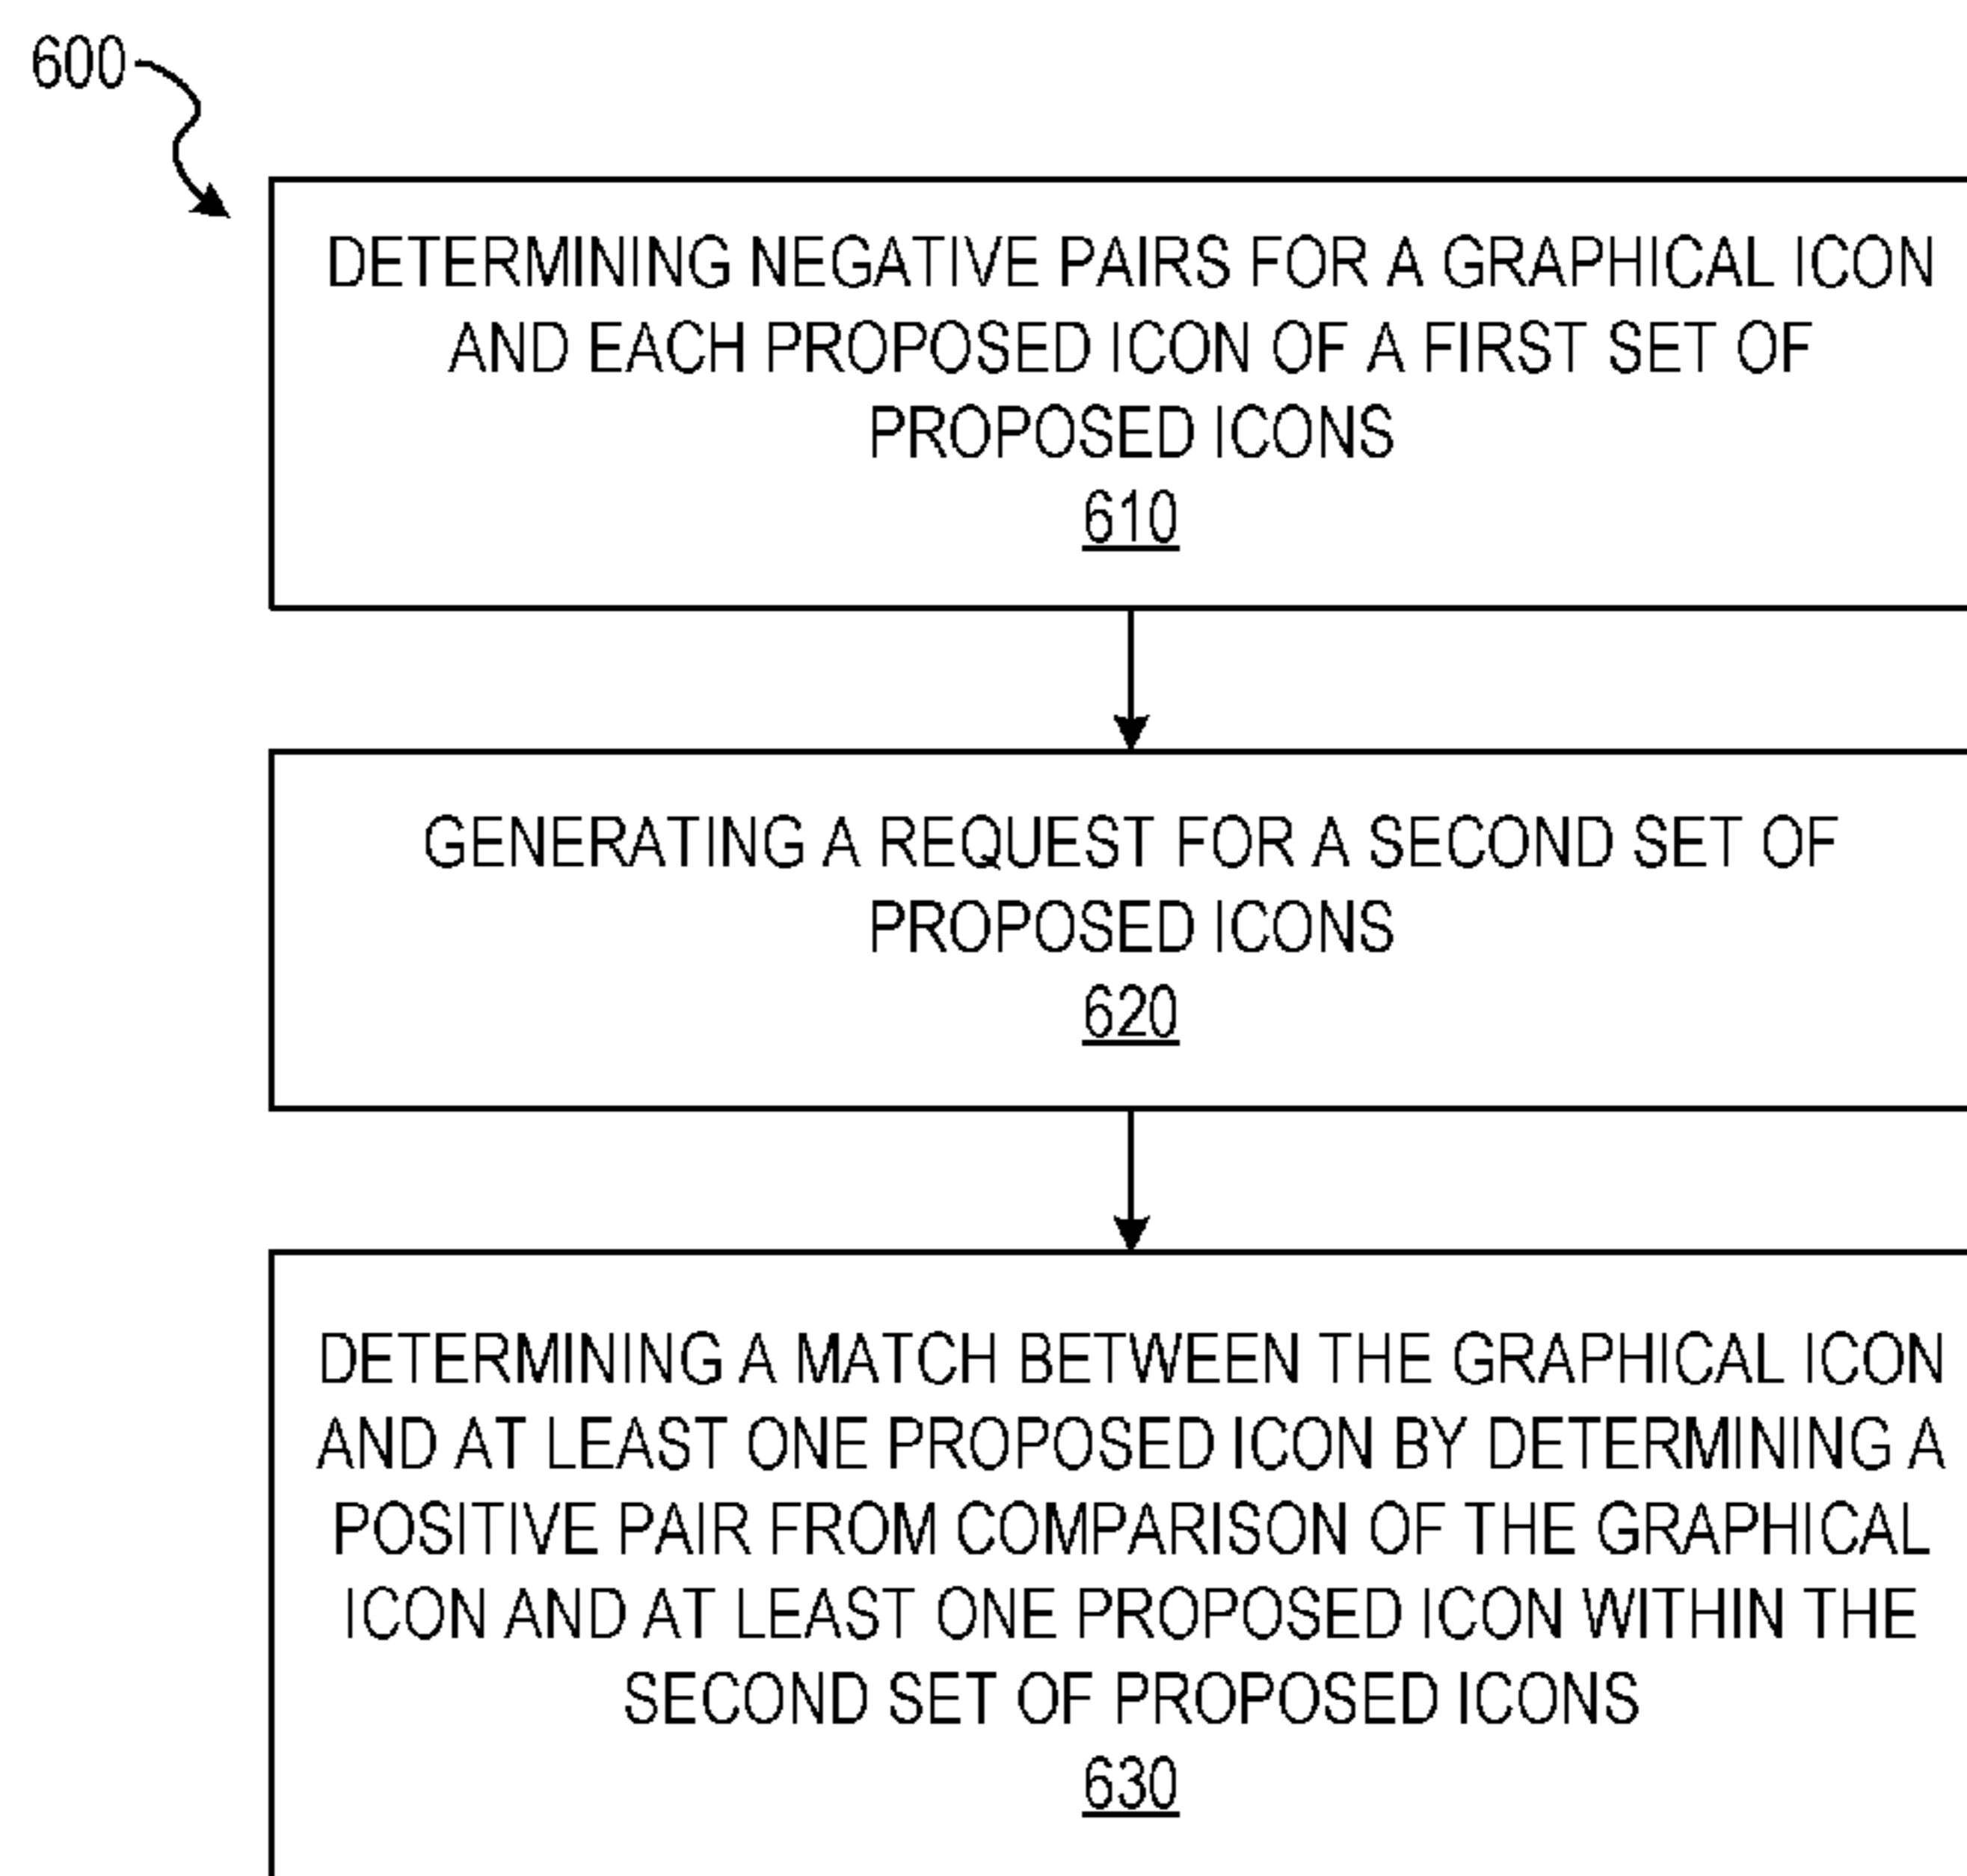 600
DETERMINING NEGATIVE PAIRS FOR A GRAPHICAL ICON
AND EACH PROPOSED ICON OF A FIRST SET OF
PROPOSED ICONS
610
GENERATING A REQUEST FOR A SECOND SET OF
PROPOSED ICONS
620
DETERMINING A MATCH BETWEEN THE GRAPHICAL ICON
AND AT LEAST ONE PROPOSED ICON BY DETERMINING A
POSITIVE PAIR FROM COMPARISON OF THE GRAPHICAL
ICON AND AT LEAST ONE PROPOSED ICON WITHIN THE
SECOND SET OF PROPOSED ICONS
630